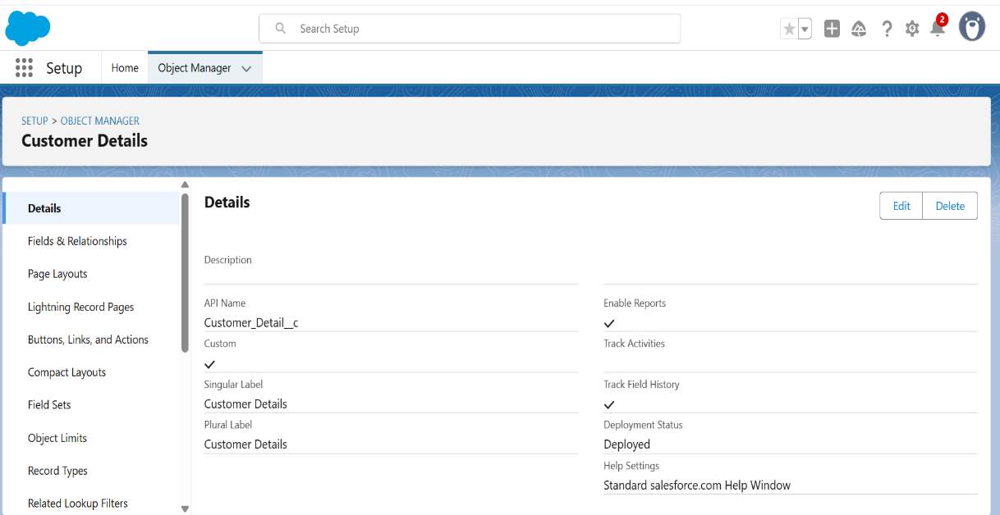 Search Setup
2
Setup
Home
Object Manager
SETUP > OBJECT MANAGER
Customer Details
Details
Fields & Relationships
Page Layouts
Lightning Record Pages
Buttons, Links, and Actions
Compact Layouts
Field Sets
Object Limits
Record Types
Related Lookup Filters
Details
Edit
Delete
Description
API Name
Customer_Detail__c
Custom
Singular Label
Customer Details
Plural Label
Customer Details
Enable Reports
Track Activities
Track Field History
Deployment Status
Deployed
Help Settings
Standard salesforce.com Help Window